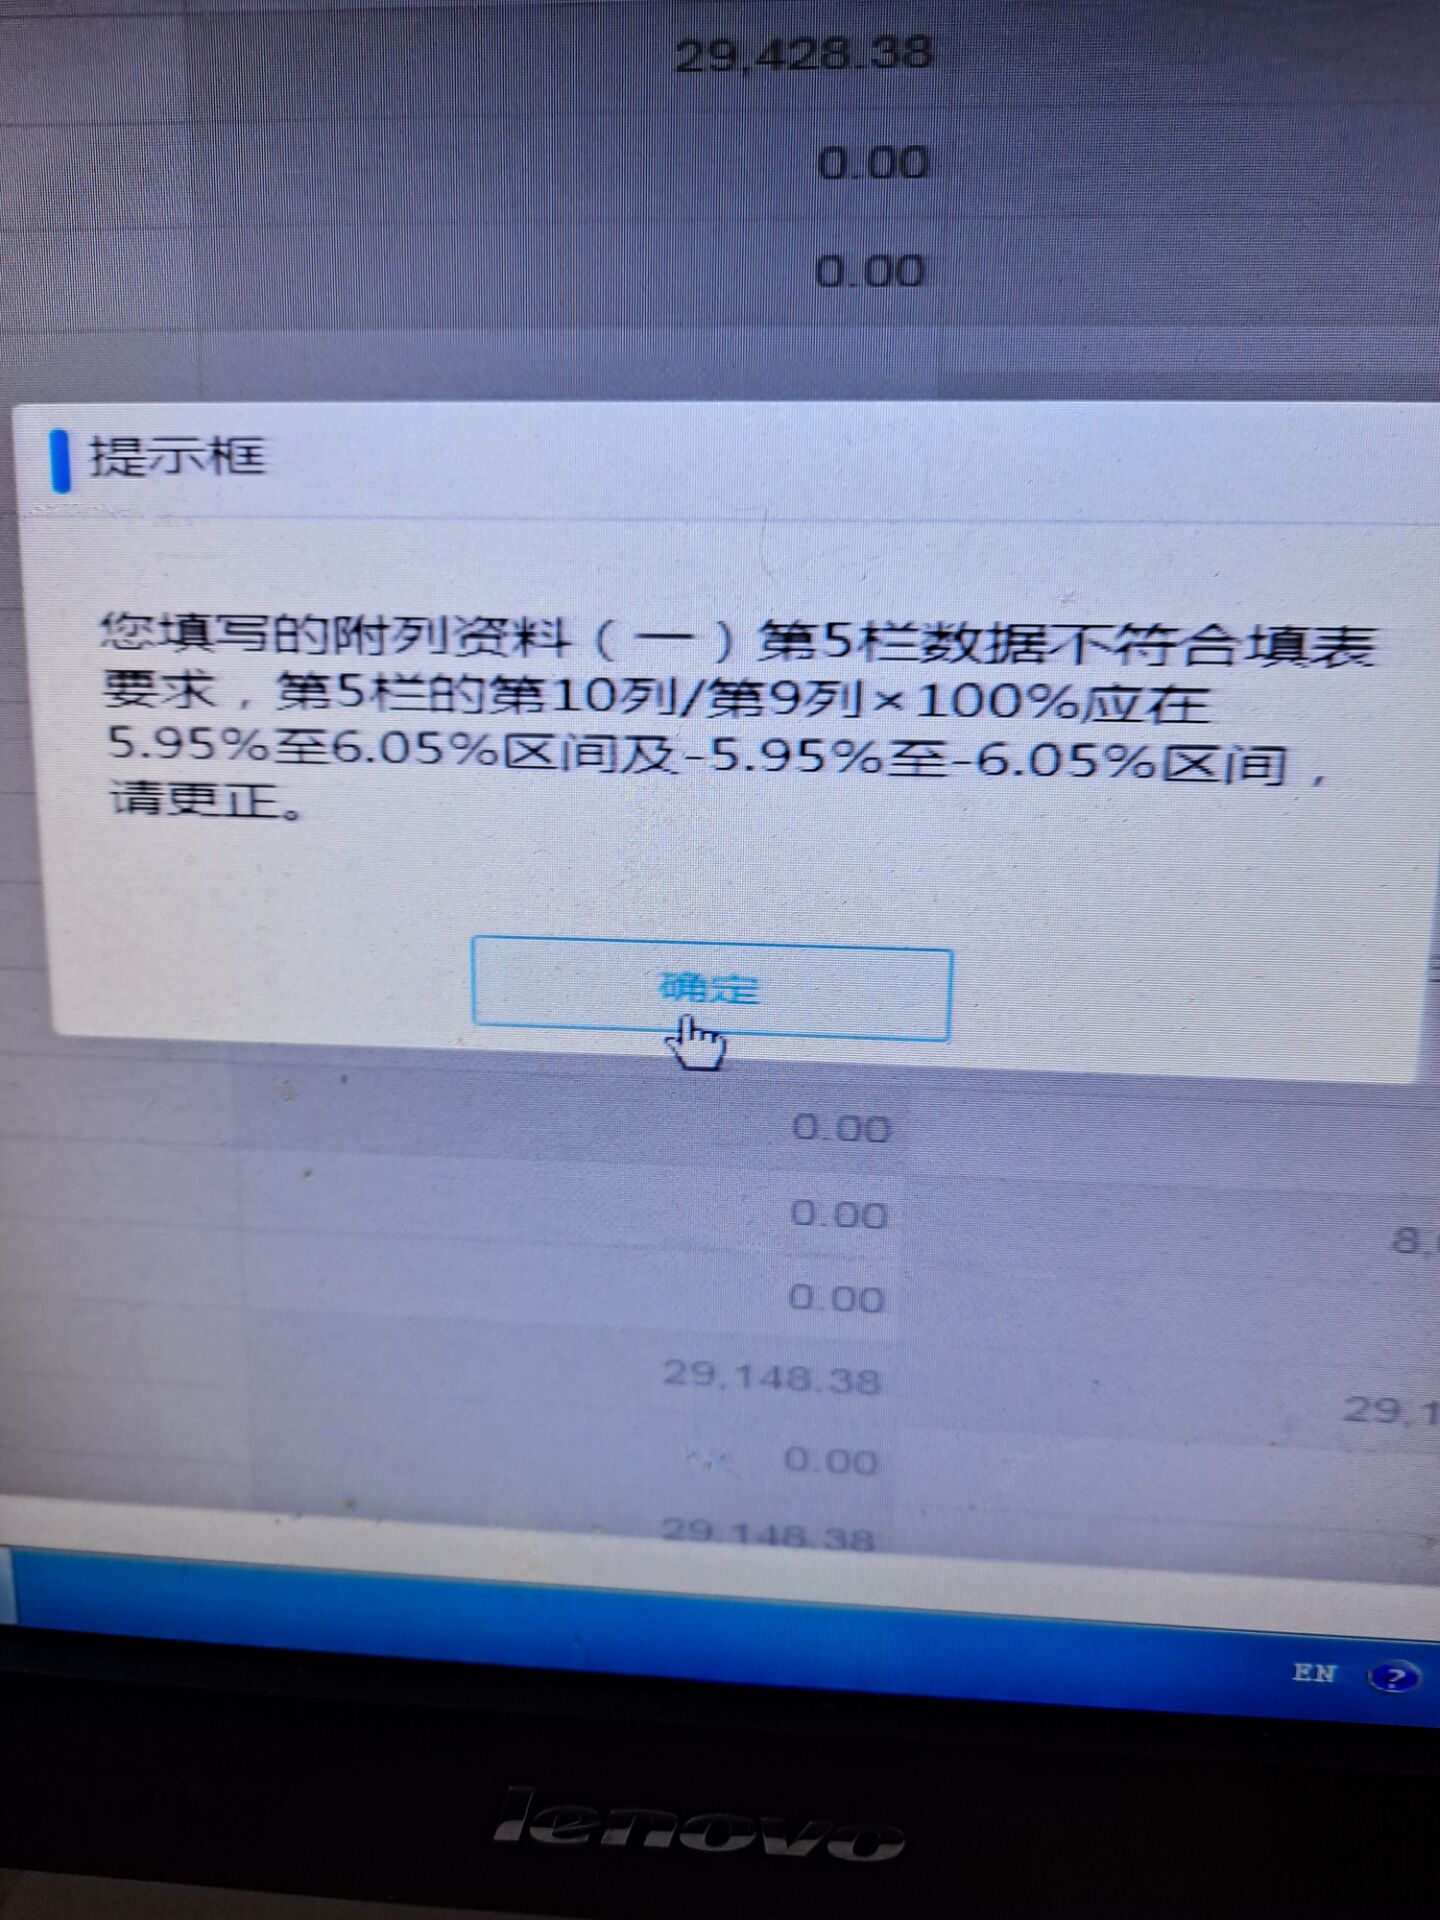 29,428.38
0.00
0.00
提示框
您填写的附列资料（一）第5栏数据不符合填表
要求，第5栏的第10列/第9列×100%应在
5.95%至6.05%区间及-5.95%至-6.05%区间，
请更正。
确定
0.00
0.00
8,
0.00
29,148.38
29,1
0.00
29,148.38
EN
?
lenovo